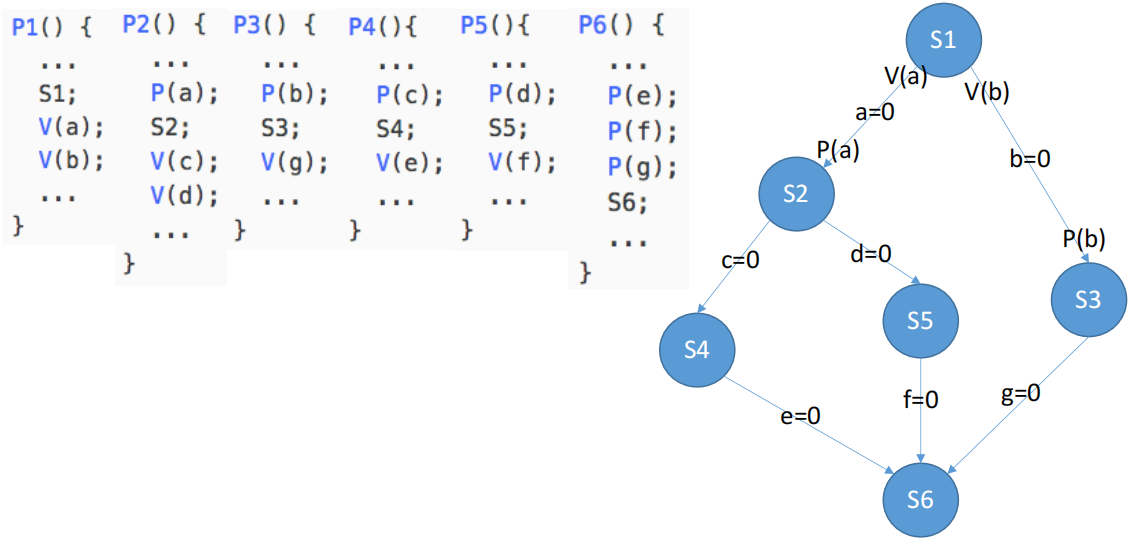 P1() {
...
S1;
V(a);
V(b);
...
}
P2() {
...
P(a);
S2;
V(c);
V(d);
...
}
P3() {
...
P(b);
S3;
V(g);
...
}
P4(){
...
P(c);
S4;
V(e);
...
}
P5(){
...
P(d);
S5;
V(f);
...
}
P6() {
...
P(e);
P(f);
P(g);
S6;
...
}
S1
V(a)
V(b)
a=0
P(a)
b=0
S2
P(b)
c=0
d=0
S3
S5
S4
g=0
f=0
e=0
S6